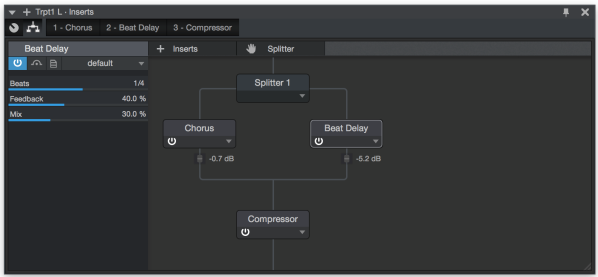 Trpt1 L - Inserts
1 - Chorus 2 - Beat Delay 3 - Compressor
Beat Delay
Inserts Splitter
default
Beats 1/4
Feedback 40.0 %
Mix 30.0 %
Splitter 1
Chorus Beat Delay
-0.7 dB -5.2 dB
Compressor